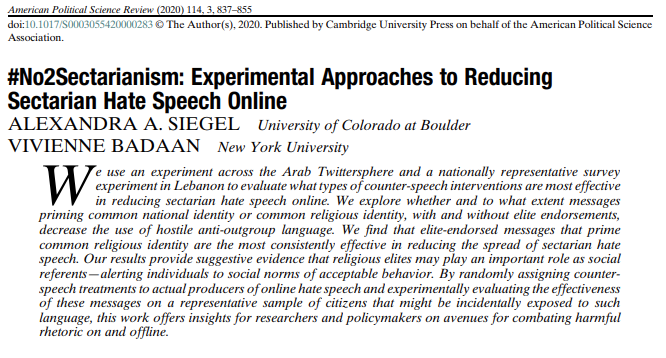 American Political Science Review (2020) 114, 3, 837–855
doi:10.1017/S0003055420000283 © The Author(s), 2020. Published by Cambridge University Press on behalf of the American Political Science
Association.
#No2Sectarianism: Experimental Approaches to Reducing
Sectarian Hate Speech Online
ALEXANDRA A. SIEGEL University of Colorado at Boulder
VIVIENNE BADAAN New York University
We use an experiment across the Arab Twittersphere and a nationally representative survey
experiment in Lebanon to evaluate what types of counter-speech interventions are most effective
in reducing sectarian hate speech online. We explore whether and to what extent messages
priming common national identity or common religious identity, with and without elite endorsements,
decrease the use of hostile anti-outgroup language. We find that elite-endorsed messages that prime
common religious identity are the most consistently effective in reducing the spread of sectarian hate
speech. Our results provide suggestive evidence that religious elites may play an important role as social
referents—alerting individuals to social norms of acceptable behavior. By randomly assigning counter-
speech treatments to actual producers of online hate speech and experimentally evaluating the effectiveness
of these messages on a representative sample of citizens that might be incidentally exposed to such
language, this work offers insights for researchers and policymakers on avenues for combating harmful
rhetoric on and offline.